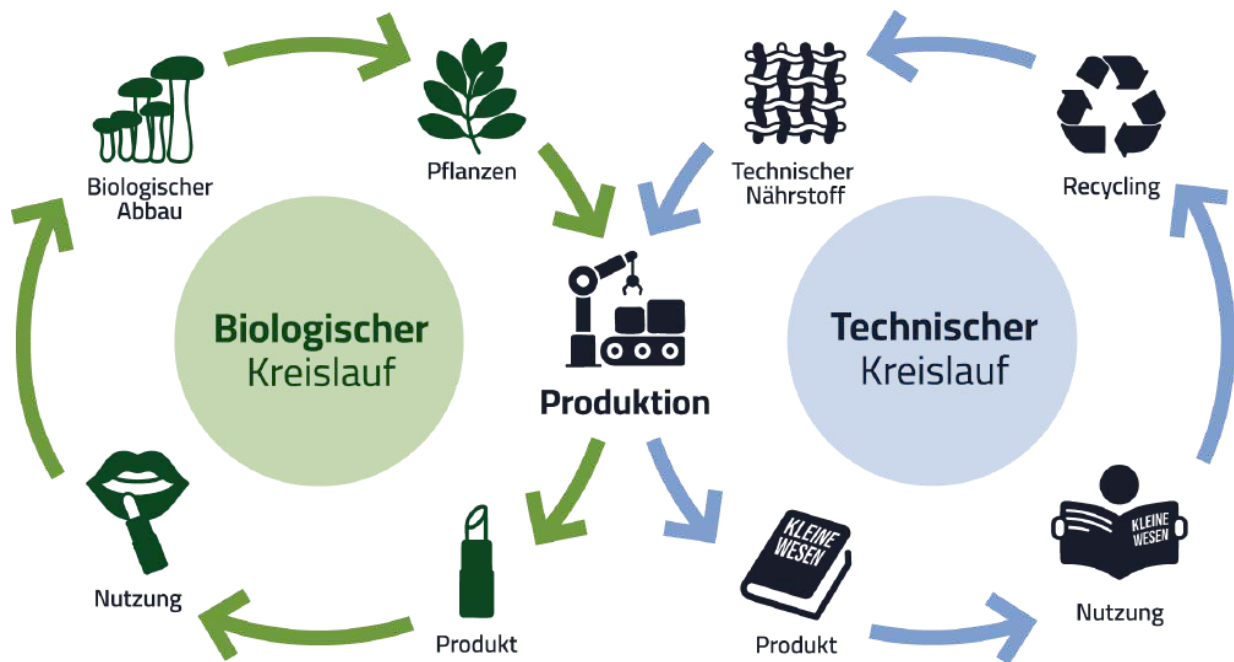 Biologischer
Abbau
Pflanzen
Technischer
Nährstoff
Recycling
Biologischer
Kreislauf
Produktion
Technischer
Kreislauf
Nutzung
Produkt
KLEINE
WESEN
Produkt
KLEINE
WESEN
Nutzung